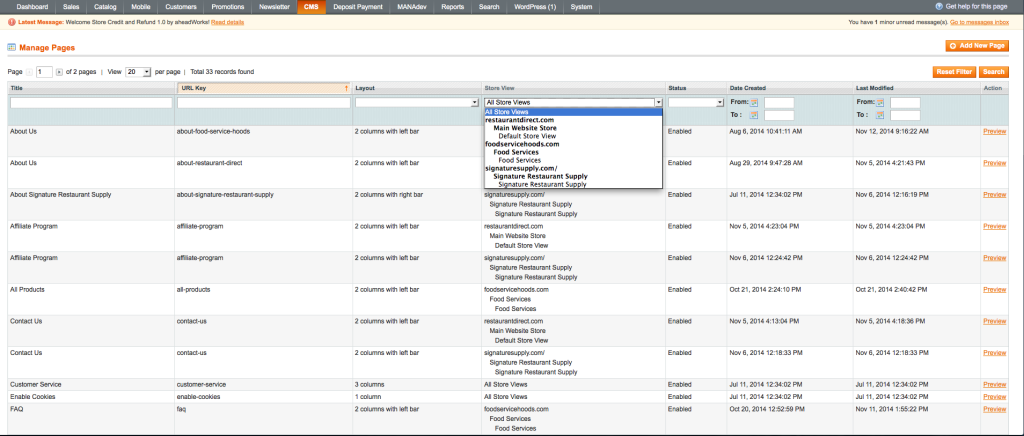 Dashboard Sales Catalog Mobile Customers Promotions Newsletter CMS Deposit Payment MANAdev Reports Search WordPress (1) System Get help for this page
Latest Message: Welcome Store Credit and Refund 1.0 by aheadWorks! Read details You have 1 minor unread message(s). Go to messages inbox
Manage Pages Add New Page
Page 1 of 2 pages | View 20 per page | Total 33 records found Reset Filter Search
Title URL Key Layout Store View Status Date Created Last Modified Action
All Store Views From: From:
To : To :
All Store Views
restaurantdirect.com
Main Website Store
Default Store View
foodservicehoods.com
Food Services
Food Services
signaturesupply.com/
Signature Restaurant Supply
Signature Restaurant Supply
About Us about-food-service-hoods 2 columns with left bar Enabled Aug 6, 2014 10:41:11 AM Nov 12, 2014 9:16:22 AM Preview
About Us about-restaurant-direct 2 columns with left bar Enabled Aug 29, 2014 9:47:28 AM Nov 5, 2014 4:21:43 PM Preview
About Signature Restaurant Supply about-signature-restaurant-supply 2 columns with right bar signaturesupply.com/ Enabled Jul 11, 2014 12:34:02 PM Nov 6, 2014 12:16:19 PM Preview
Signature Restaurant Supply
Signature Restaurant Supply
Affiliate Program affiliate-program 2 columns with left bar restaurantdirect.com Enabled Nov 5, 2014 4:23:04 PM Nov 5, 2014 4:23:04 PM Preview
Main Website Store
Default Store View
Affiliate Program affiliate-program 2 columns with left bar signaturesupply.com/ Enabled Nov 6, 2014 12:24:42 PM Nov 6, 2014 12:24:42 PM Preview
Signature Restaurant Supply
Signature Restaurant Supply
All Products all-products 2 columns with left bar foodservicehoods.com Enabled Oct 21, 2014 2:24:10 PM Oct 21, 2014 2:40:42 PM Preview
Food Services
Food Services
Contact Us contact-us 2 columns with left bar restaurantdirect.com Enabled Nov 5, 2014 4:13:04 PM Nov 5, 2014 4:18:36 PM Preview
Main Website Store
Default Store View
Contact Us contact-us 2 columns with left bar signaturesupply.com/ Enabled Nov 6, 2014 12:18:33 PM Nov 6, 2014 12:18:33 PM Preview
Signature Restaurant Supply
Signature Restaurant Supply
Customer Service customer-service 3 columns All Store Views Enabled Jul 11, 2014 12:34:02 PM Jul 11, 2014 12:34:02 PM Preview
Enable Cookies enable-cookies 1 column All Store Views Enabled Jul 11, 2014 12:34:02 PM Jul 11, 2014 12:34:02 PM Preview
FAQ faq 2 columns with left bar foodservicehoods.com Enabled Oct 20, 2014 12:52:59 PM Nov 11, 2014 1:55:22 PM Preview
Food Services
Food Services